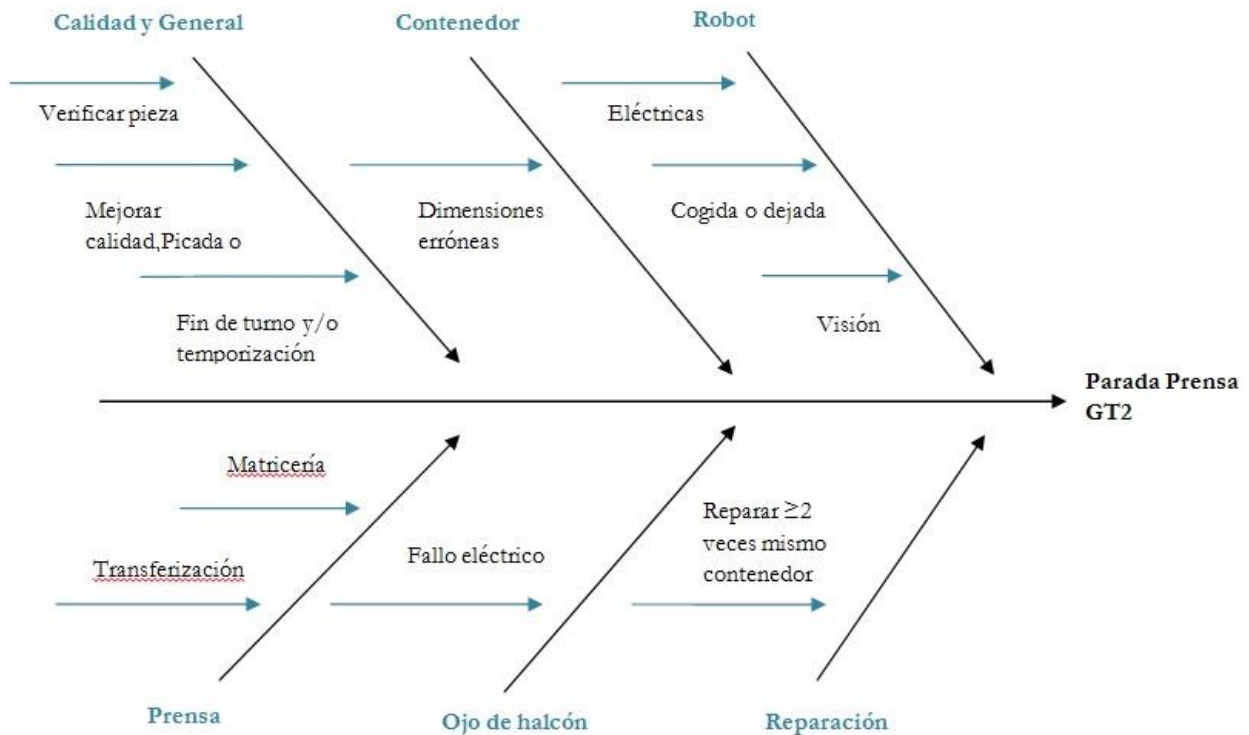 Calidad y General
Contenedor
Robot
Verificar pieza
Eléctricas
Mejorar
calidad,Picada o
Dimensiones
erróneas
Cogida o dejada
Fin de turno y/o
temporización
Visión
Parada Prensa
GT2
Matricería
Transferización
Fallo eléctrico
Reparar ≥2
veces mismo
contenedor
Prensa
Ojo de halcón
Reparación